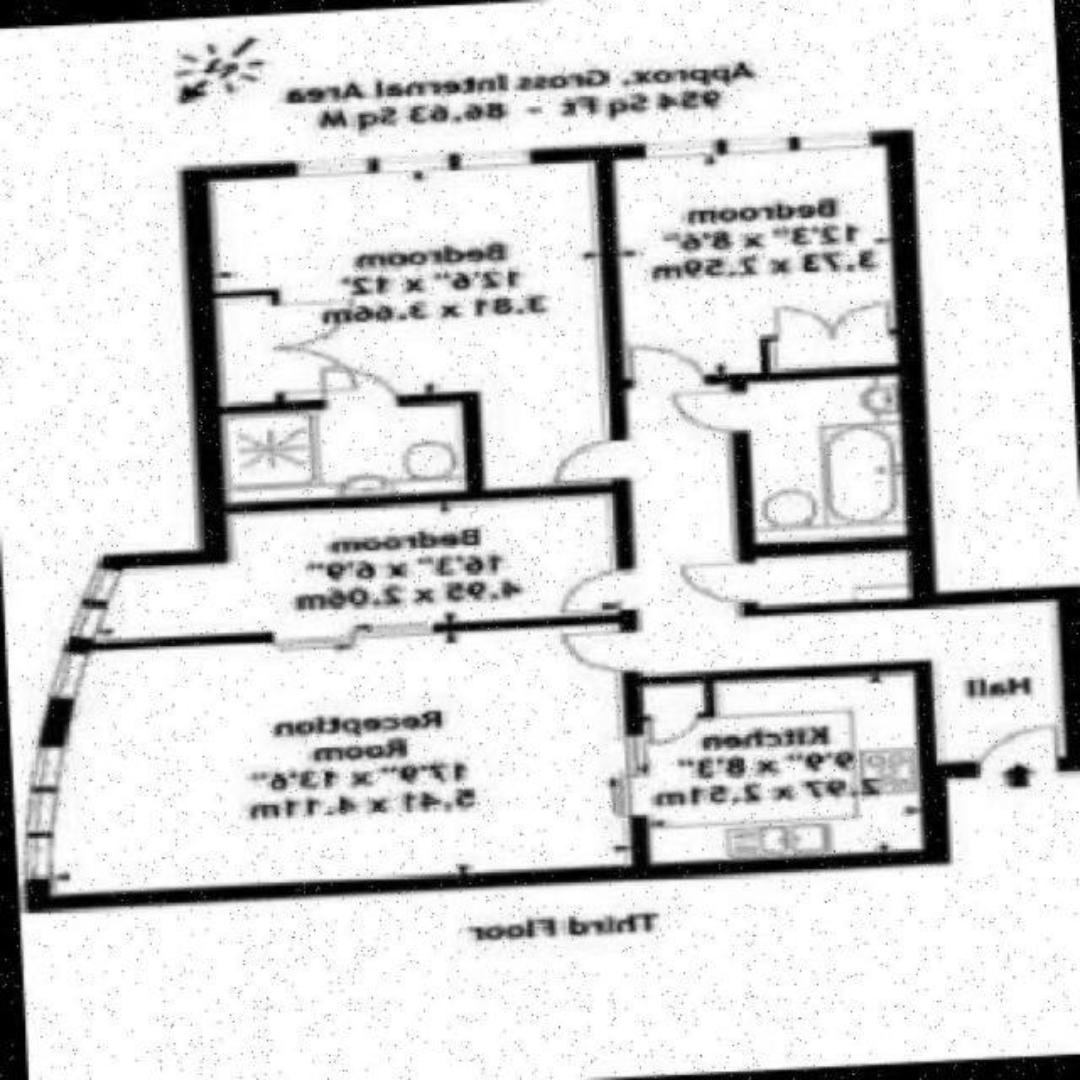 Approx. Gross Internal Area
954 Sq Ft - 86.63 Sq M
Bedroom
12'3" x 8'6"
3.73 x 2.59m
Bedroom
12'6" x 12'
3.81 x 3.66m
Bedroom
16'3" x 6'9"
4.95 x 2.06m
Hall
Reception
Room
17'9" x 13'6"
5.41 x 4.11m
Kitchen
9'9" x 8'3"
2.97 x 2.51m
Third Floor